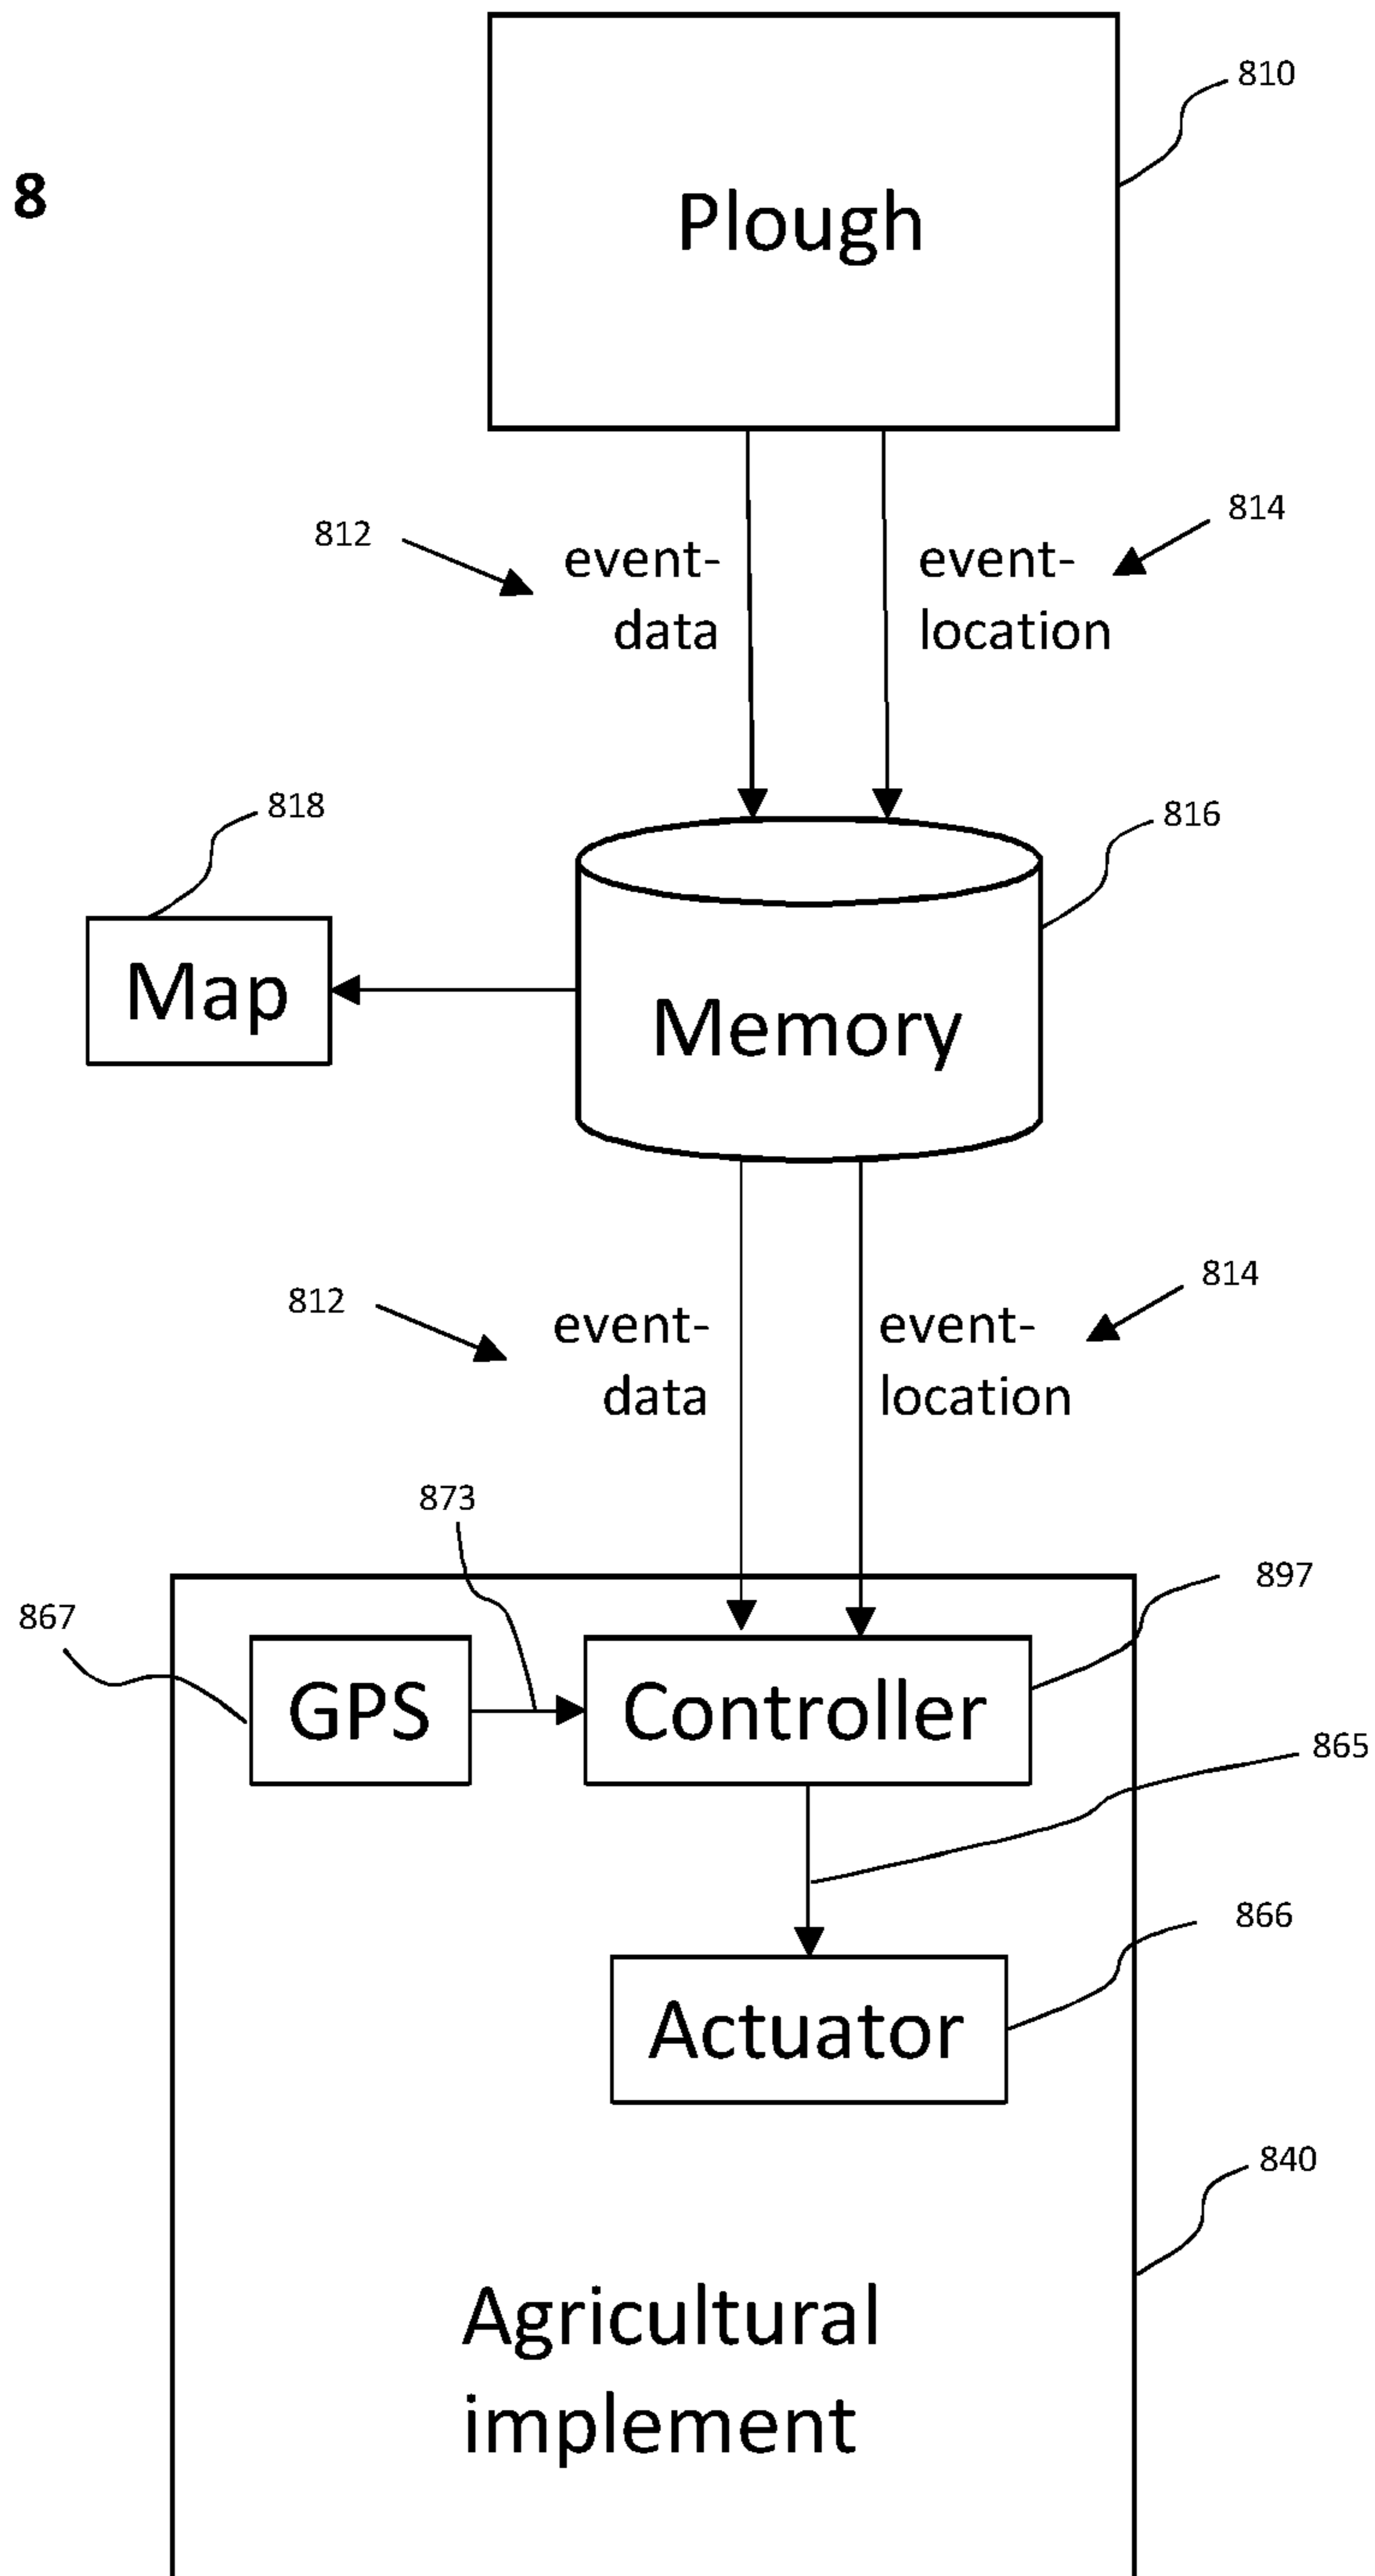 810
8
Plough
812
event-
data
event-
location
814
818
816
Map
Memory
812
event-
data
event-
location
814
873
897
867
GPS
Controller
865
866
Actuator
840
Agricultural
implement